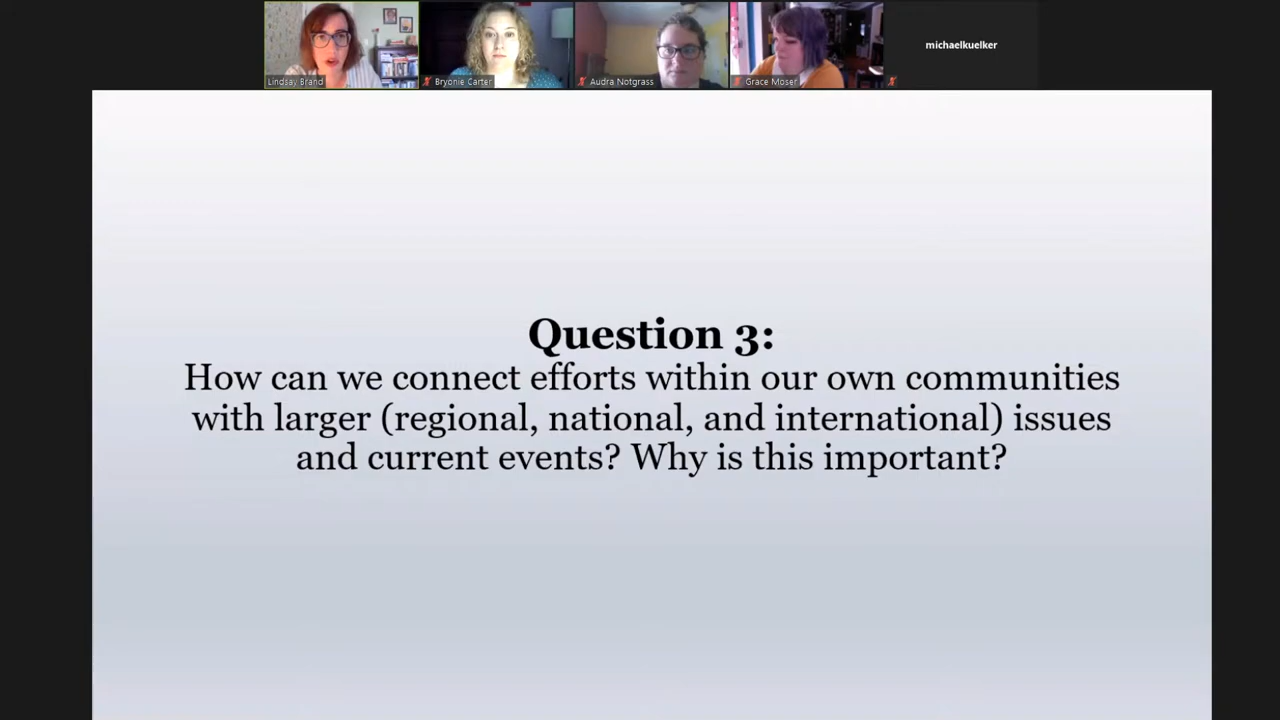 Lindsay Brand
Bryonie Carter
Audra Notgrass
Grace Moser
michaelkuelker
Question 3:
How can we connect efforts within our own communities
with larger (regional, national, and international) issues
and current events? Why is this important?